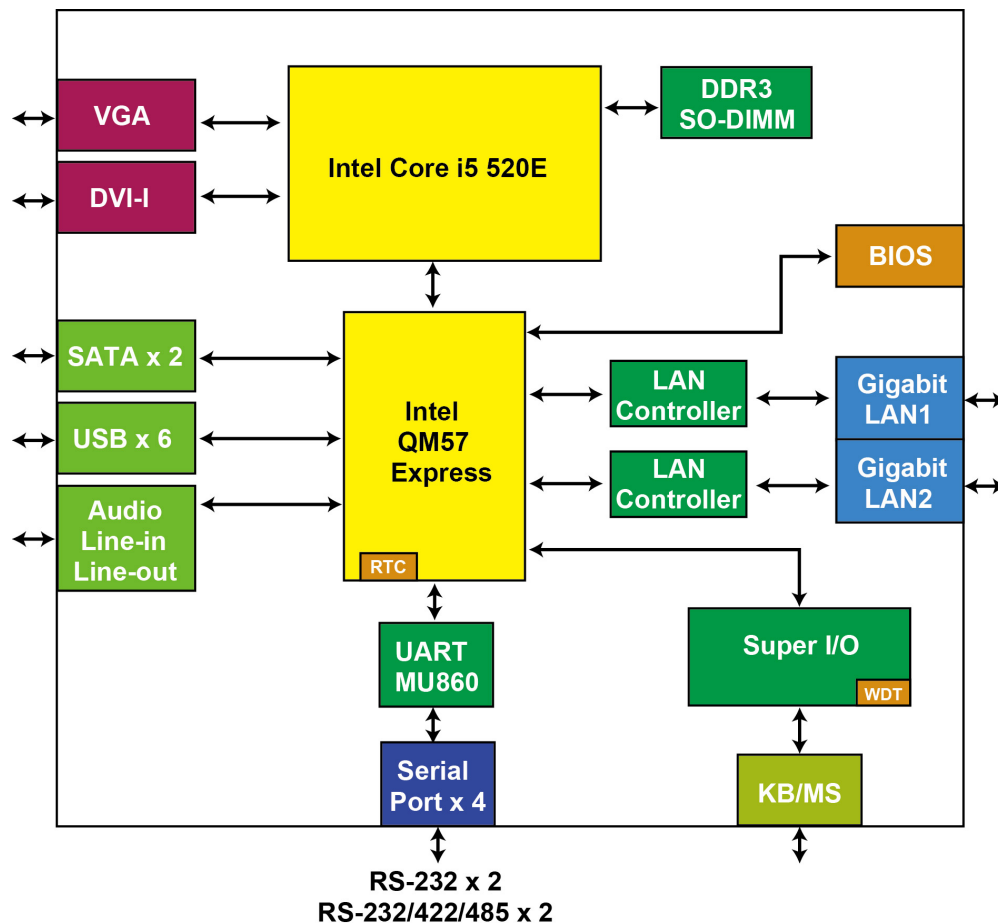 VGA
DVI-I
Intel Core i5 520E
DDR3
SO-DIMM
BIOS
SATA x 2
USB x 6
Audio
Line-in
Line-out
Intel
QM57
Express
RTC
LAN
Controller
Gigabit
LAN1
LAN
Controller
Gigabit
LAN2
UART
MU860
Super I/O
WDT
Serial
Port x 4
KB/MS
RS-232 x 2
RS-232/422/485 x 2